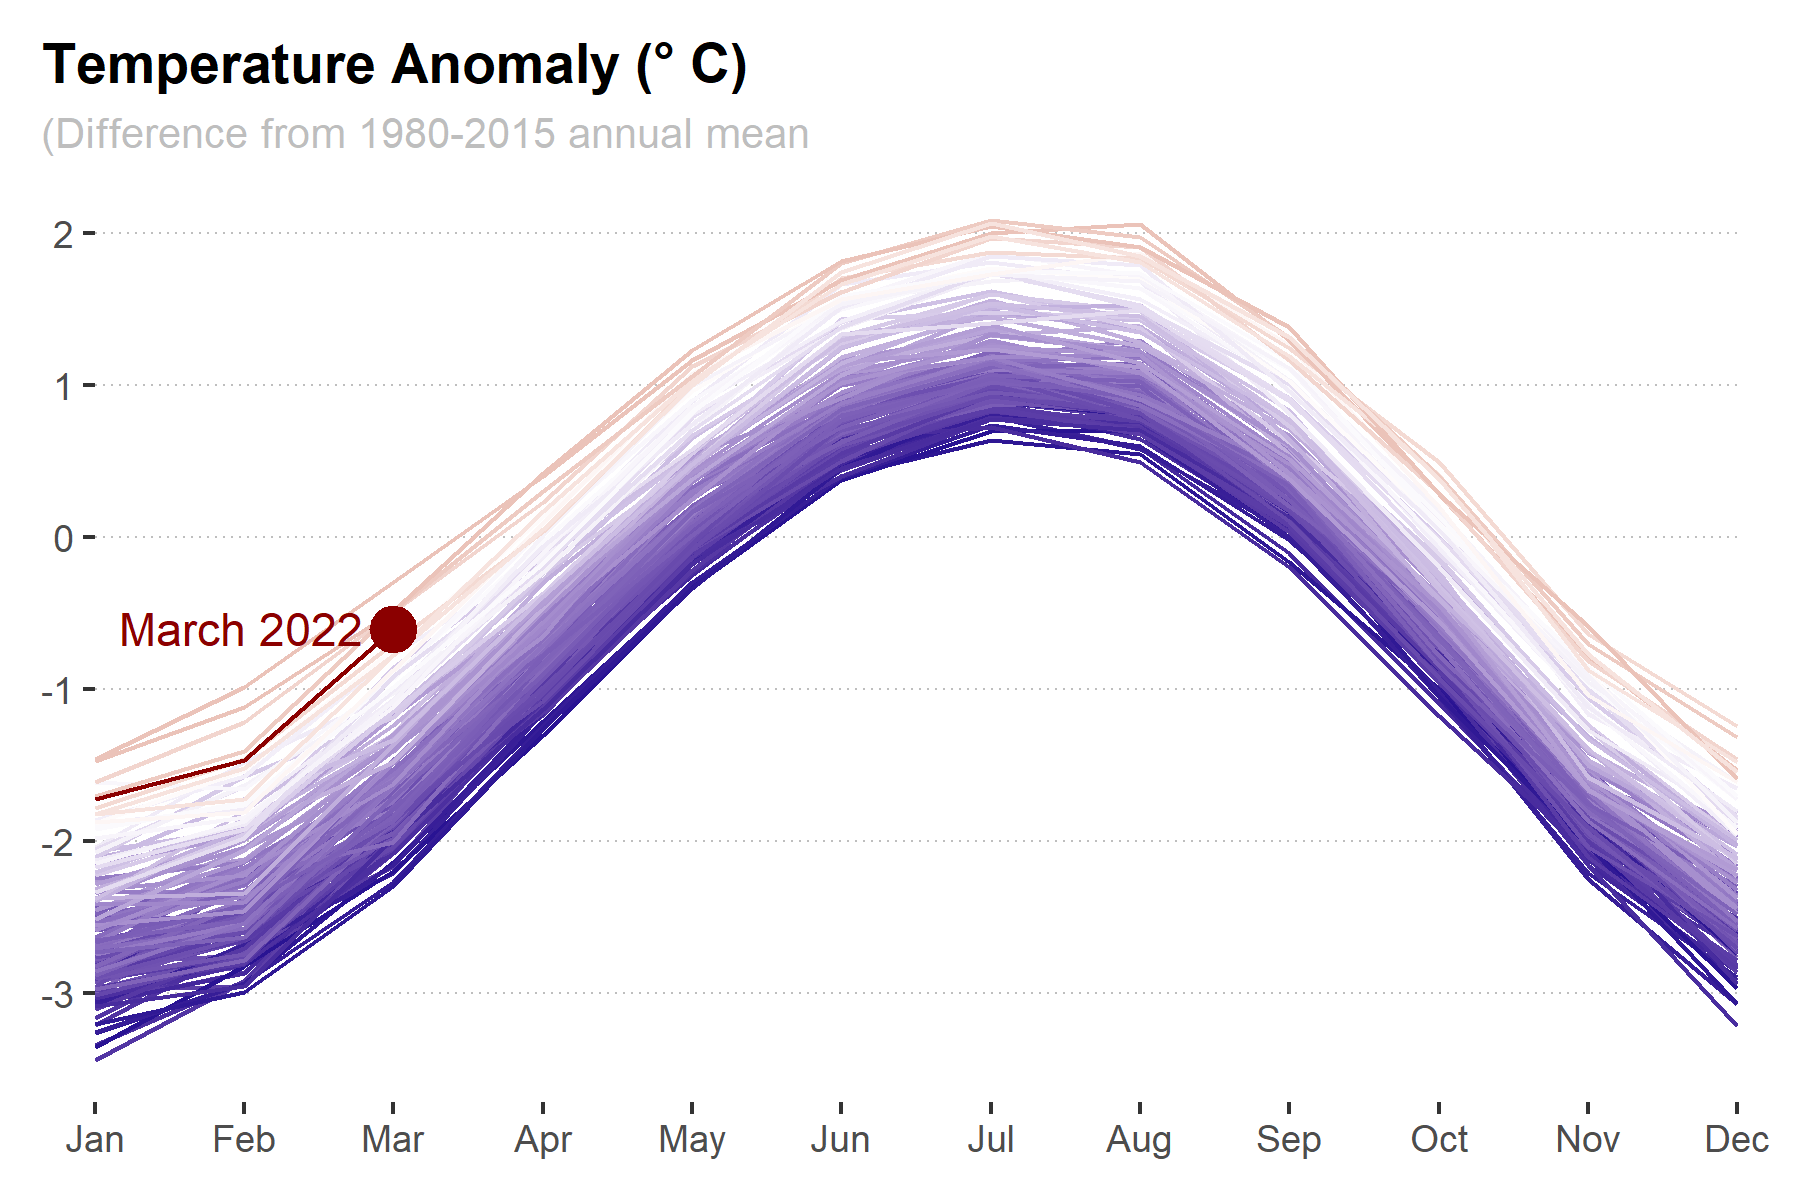 Temperature Anomaly (° C)
(Difference from 1980-2015 annual mean
2
1
0
-1
-2
-3
March 2022
Jan Feb Mar Apr May Jun Jul Aug Sep Oct Nov Dec